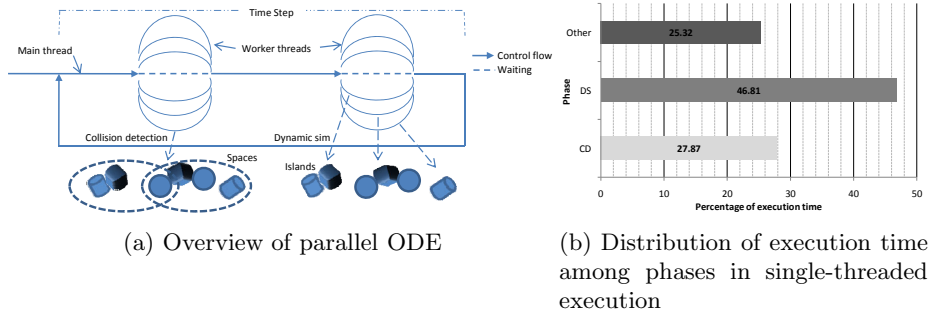 Time Step
Main thread
Worker threads
Control flow
Waiting
Collision detection
Dynamic sim
Spaces
Islands
(a) Overview of parallel ODE
Phase
Other
25.32
DS
46.81
CD
27.87
0 10 20 30 40 50
Percentage of execution time
(b) Distribution of execution time
among phases in single-threaded
execution